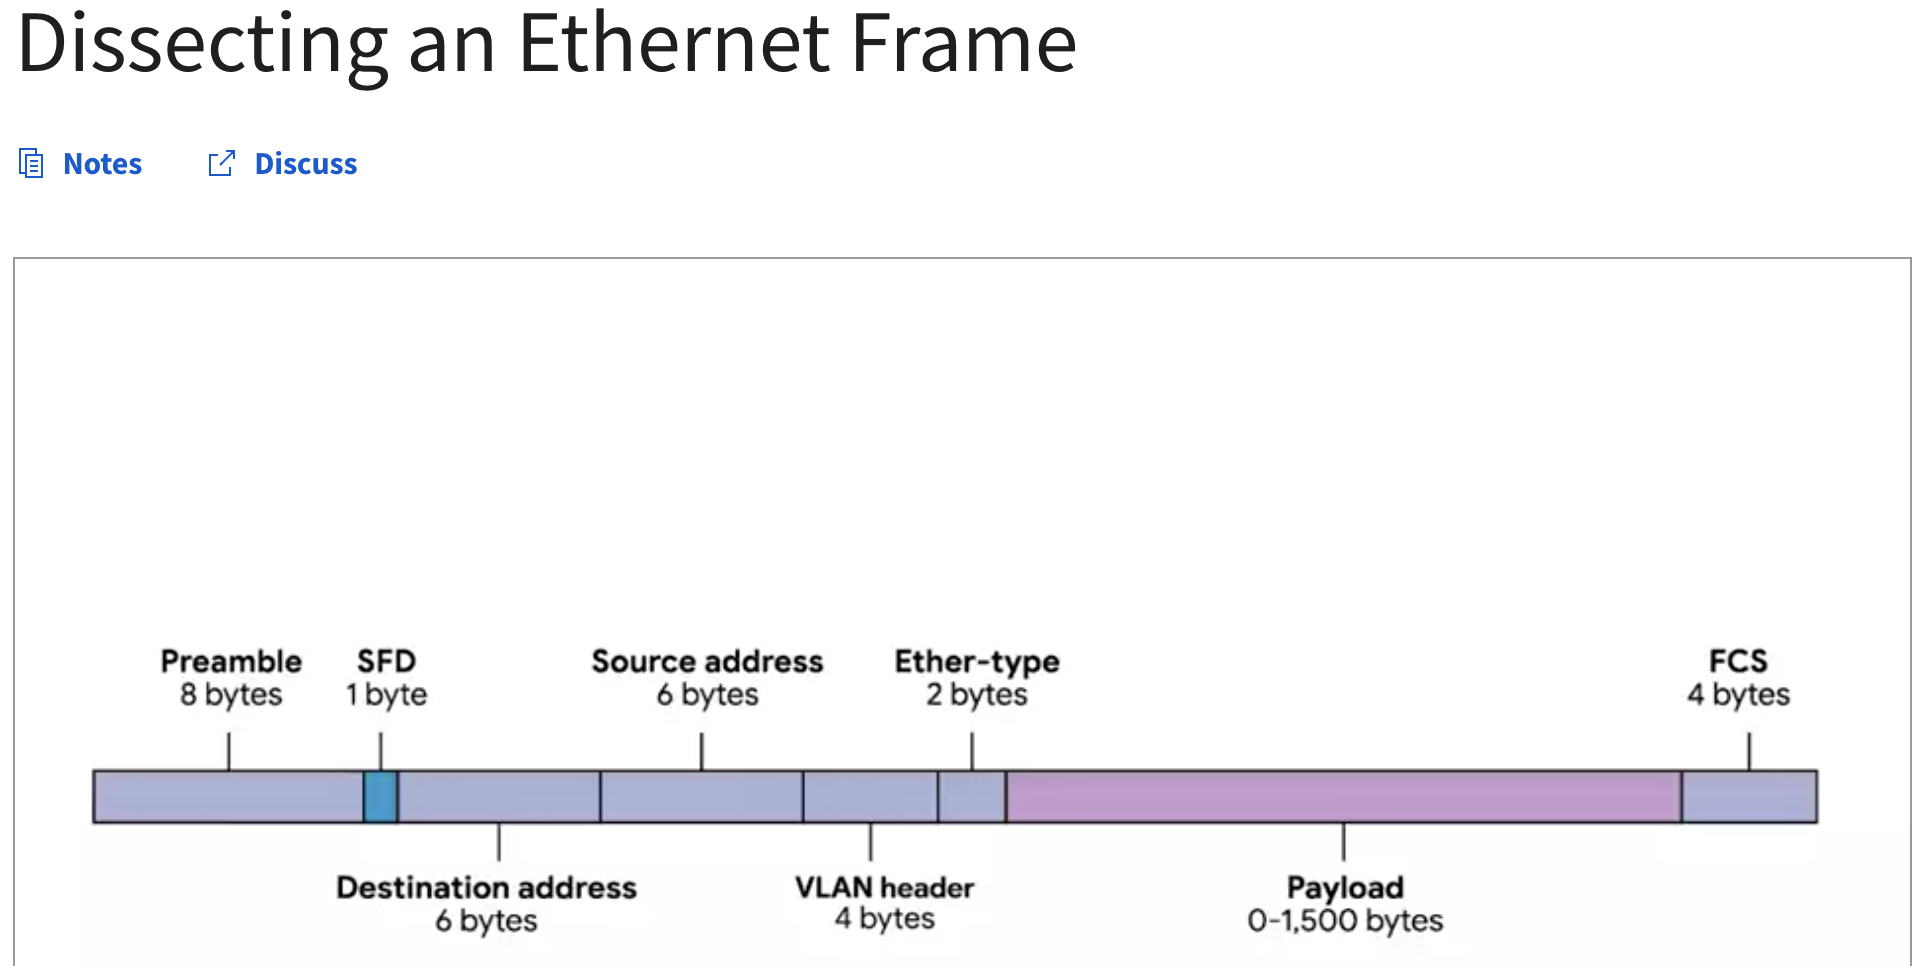 Dissecting an Ethernet Frame
Notes
Discuss
Preamble
8 bytes
SFD
1 byte
Source address
6 bytes
Ether-type
2 bytes
FCS
4 bytes
Destination address
6 bytes
VLAN header
4 bytes
Payload
0-1,500 bytes